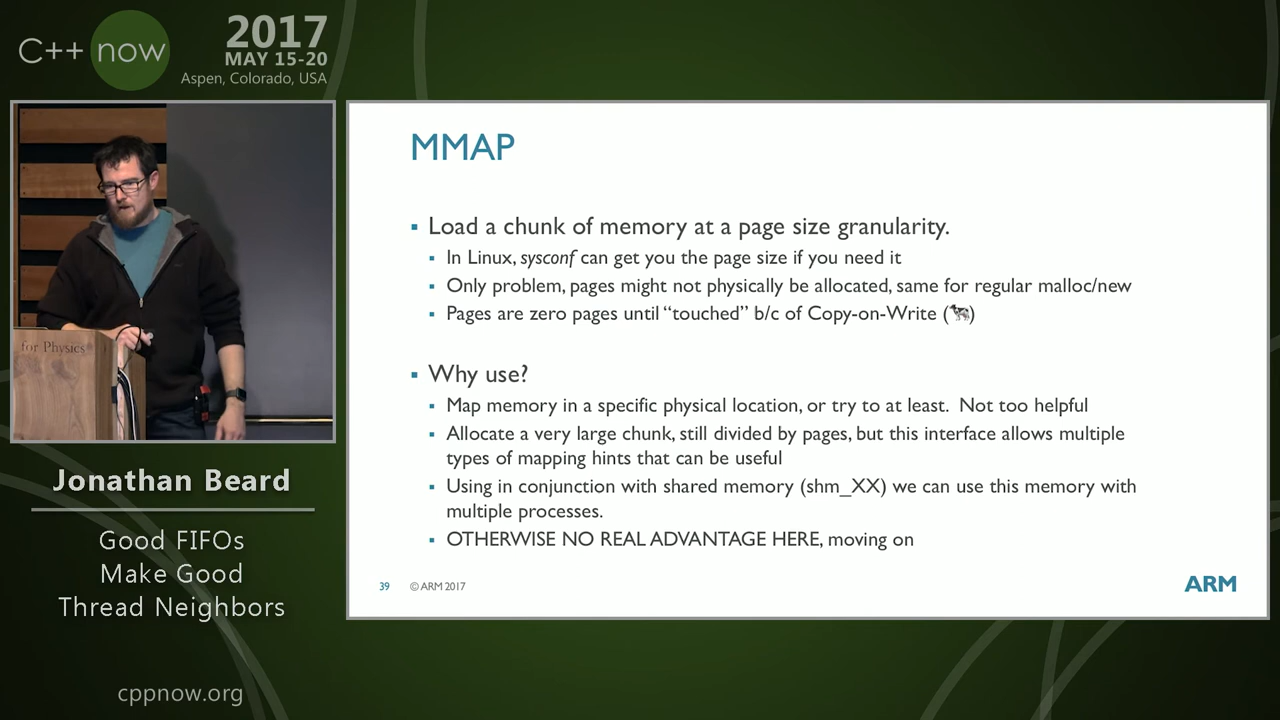 C++ now
2017
MAY 15-20
Aspen, Colorado, USA
for Physics
Jonathan Beard
Good FIFOs
Make Good
Thread Neighbors
cppnow.org
MMAP
▪ Load a chunk of memory at a page size granularity.
▪ In Linux, sysconf can get you the page size if you need it
▪ Only problem, pages might not physically be allocated, same for regular malloc/new
▪ Pages are zero pages until “touched” b/c of Copy-on-Write (🐄)
▪ Why use?
▪ Map memory in a specific physical location, or try to at least. Not too helpful
▪ Allocate a very large chunk, still divided by pages, but this interface allows multiple
types of mapping hints that can be useful
▪ Using in conjunction with shared memory (shm_XX) we can use this memory with
multiple processes.
▪ OTHERWISE NO REAL ADVANTAGE HERE, moving on
39 © ARM 2017
ARM